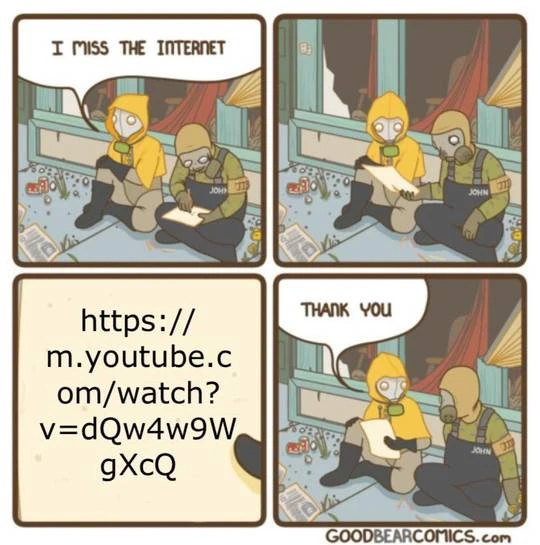 I MISS THE INTERNET
JOHN
JOHN
https://
m.youtube.c
om/watch?
v=dQw4w9W
gXcQ
THANK YOU
JOHN
GOODBEARCOMICS.com